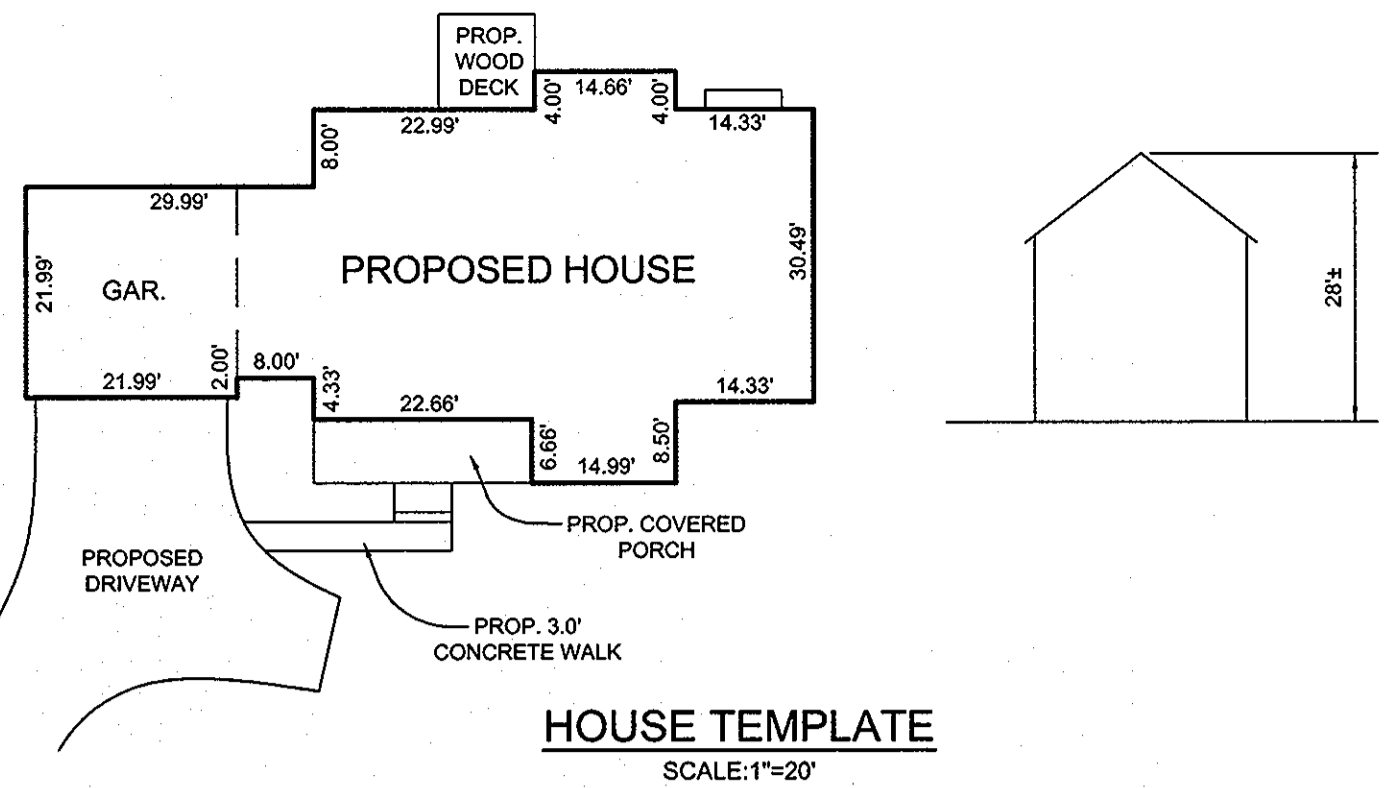 PROP.
WOOD
DECK
14.66'
4.00'
4.00'
22.99'
14.33'
8.00'
29.99'
21.99'
GAR.
PROPOSED HOUSE
30.49'
28'±
21.99'
2.00'
8.00'
4.33'
22.66'
14.33'
6.66'
14.99'
8.50'
PROP. COVERED
PORCH
PROPOSED
DRIVEWAY
PROP. 3.0'
CONCRETE WALK
HOUSE TEMPLATE
SCALE:1"=20'